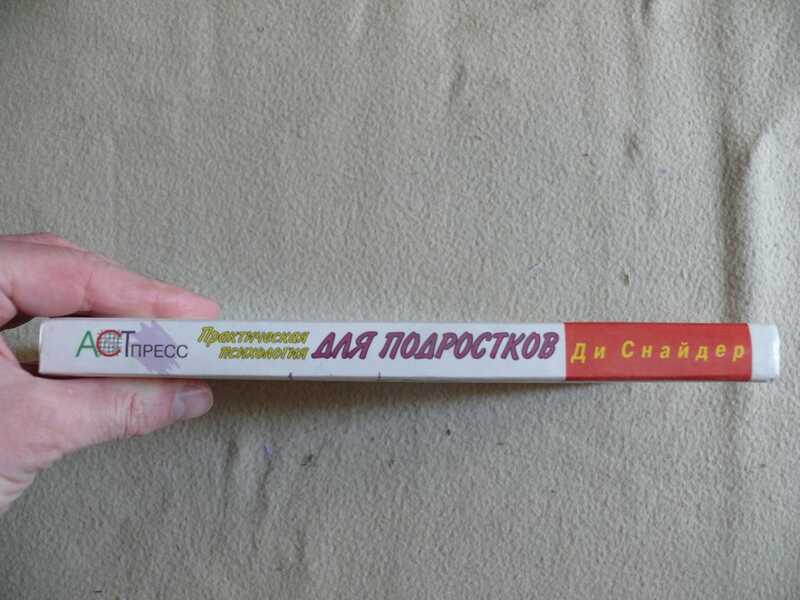 АСТ ПРЕСС
Практическая
психология
ДЛЯ ПОДРОСТКОВ
Ди Снайдер